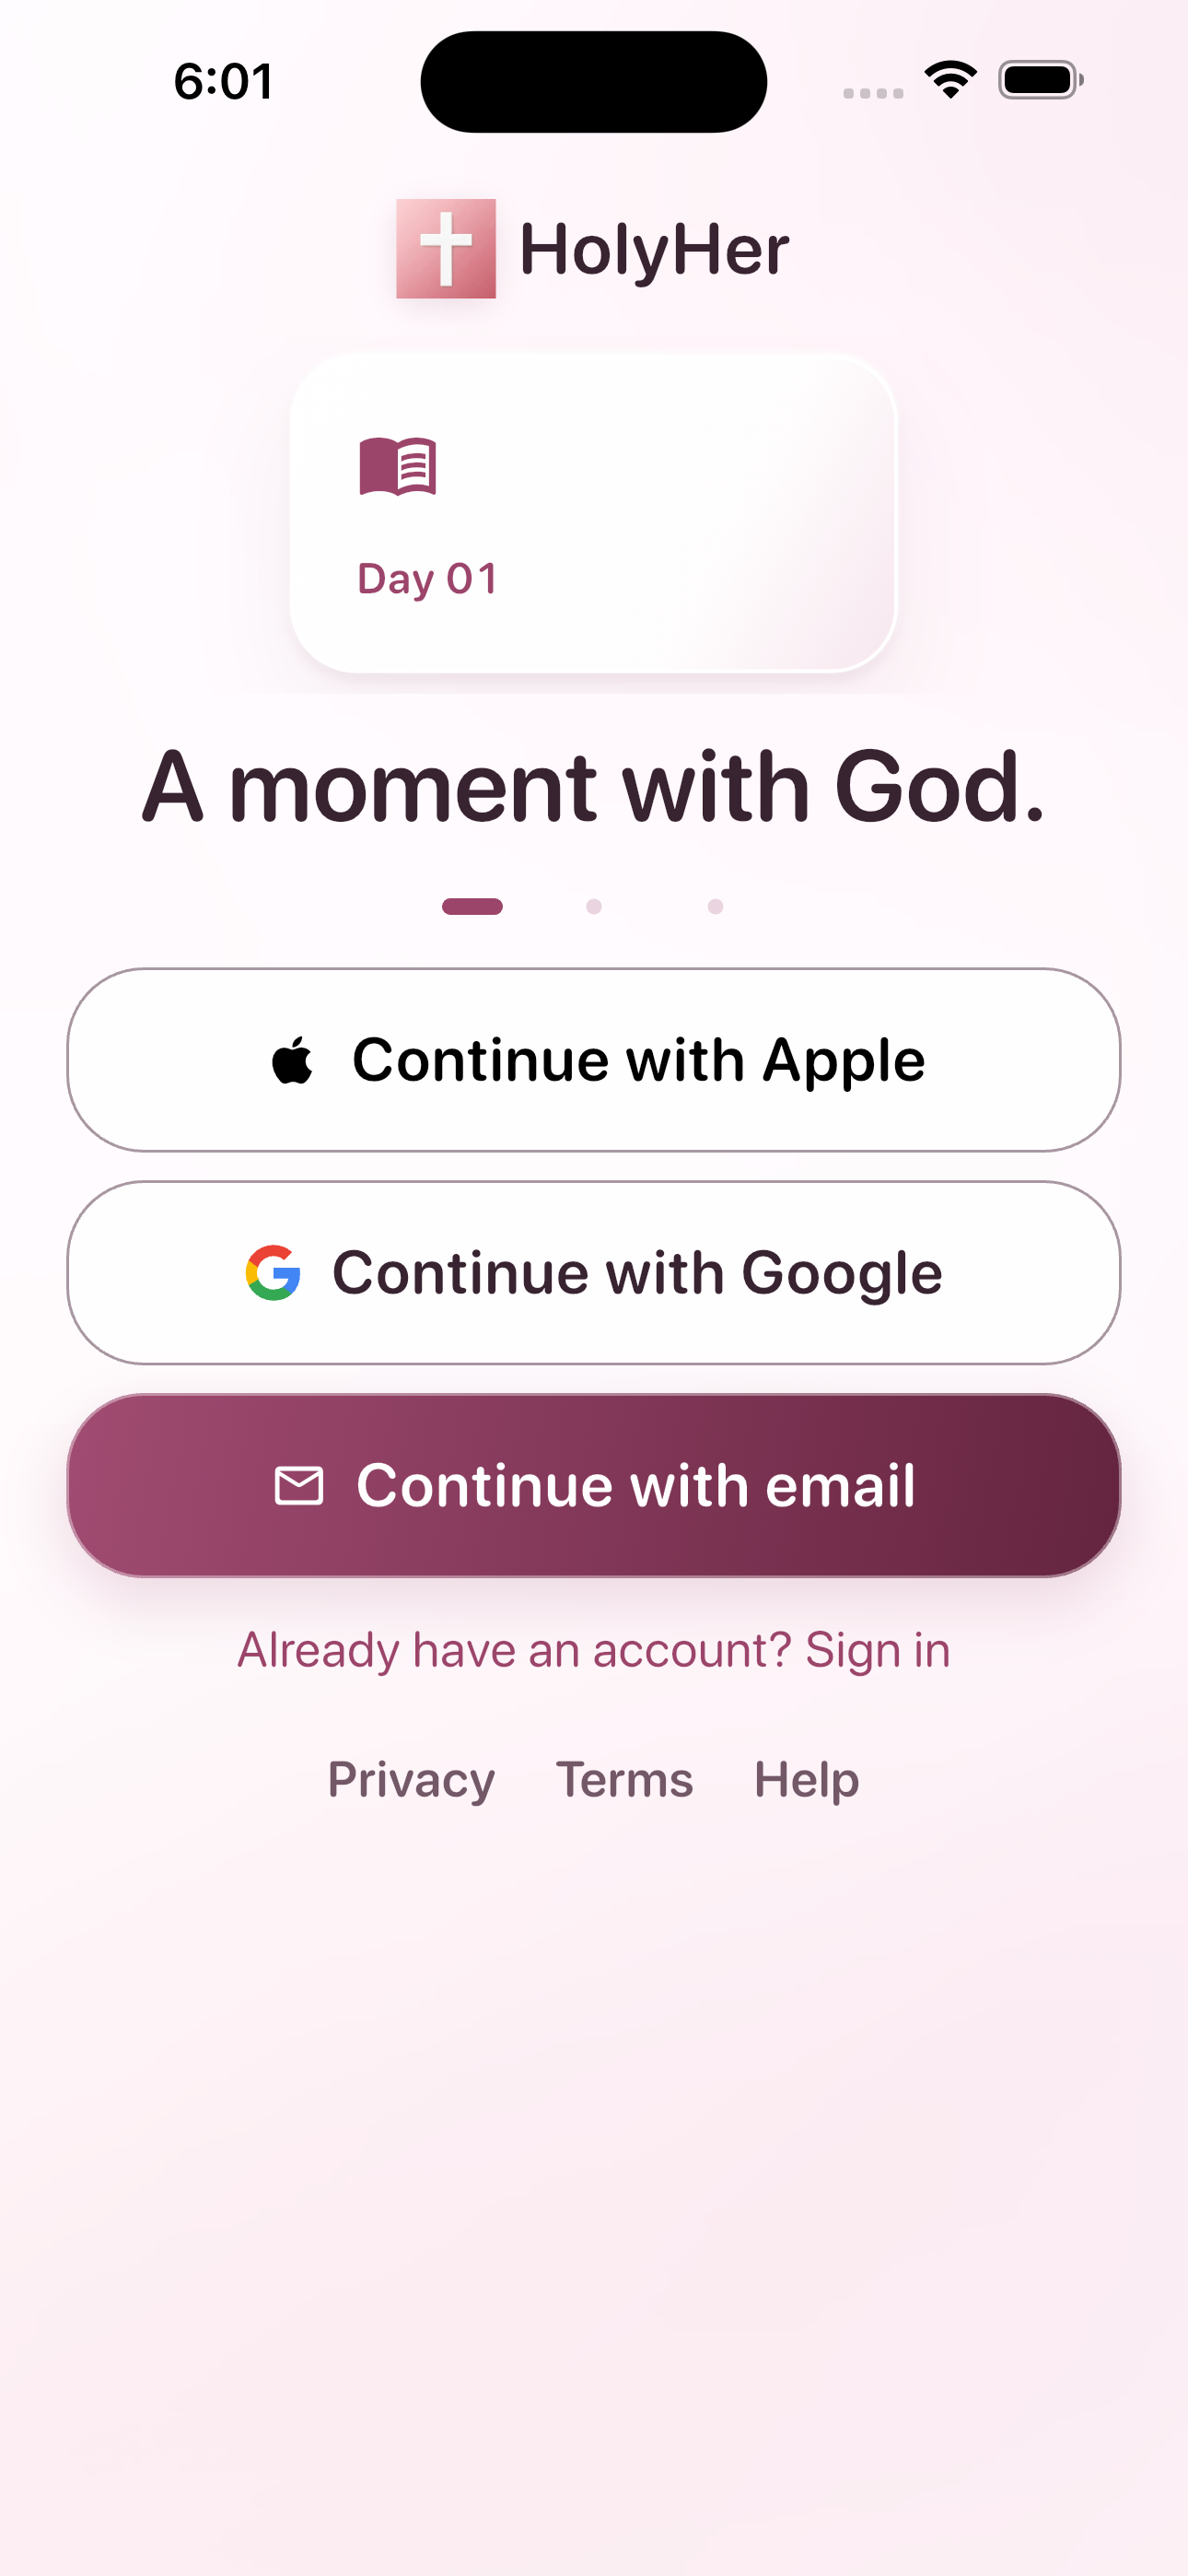 6:01
HolyHer
Day 01
A moment with God.
Continue with Apple
Continue with Google
Continue with email
Already have an account? Sign in
Privacy Terms Help